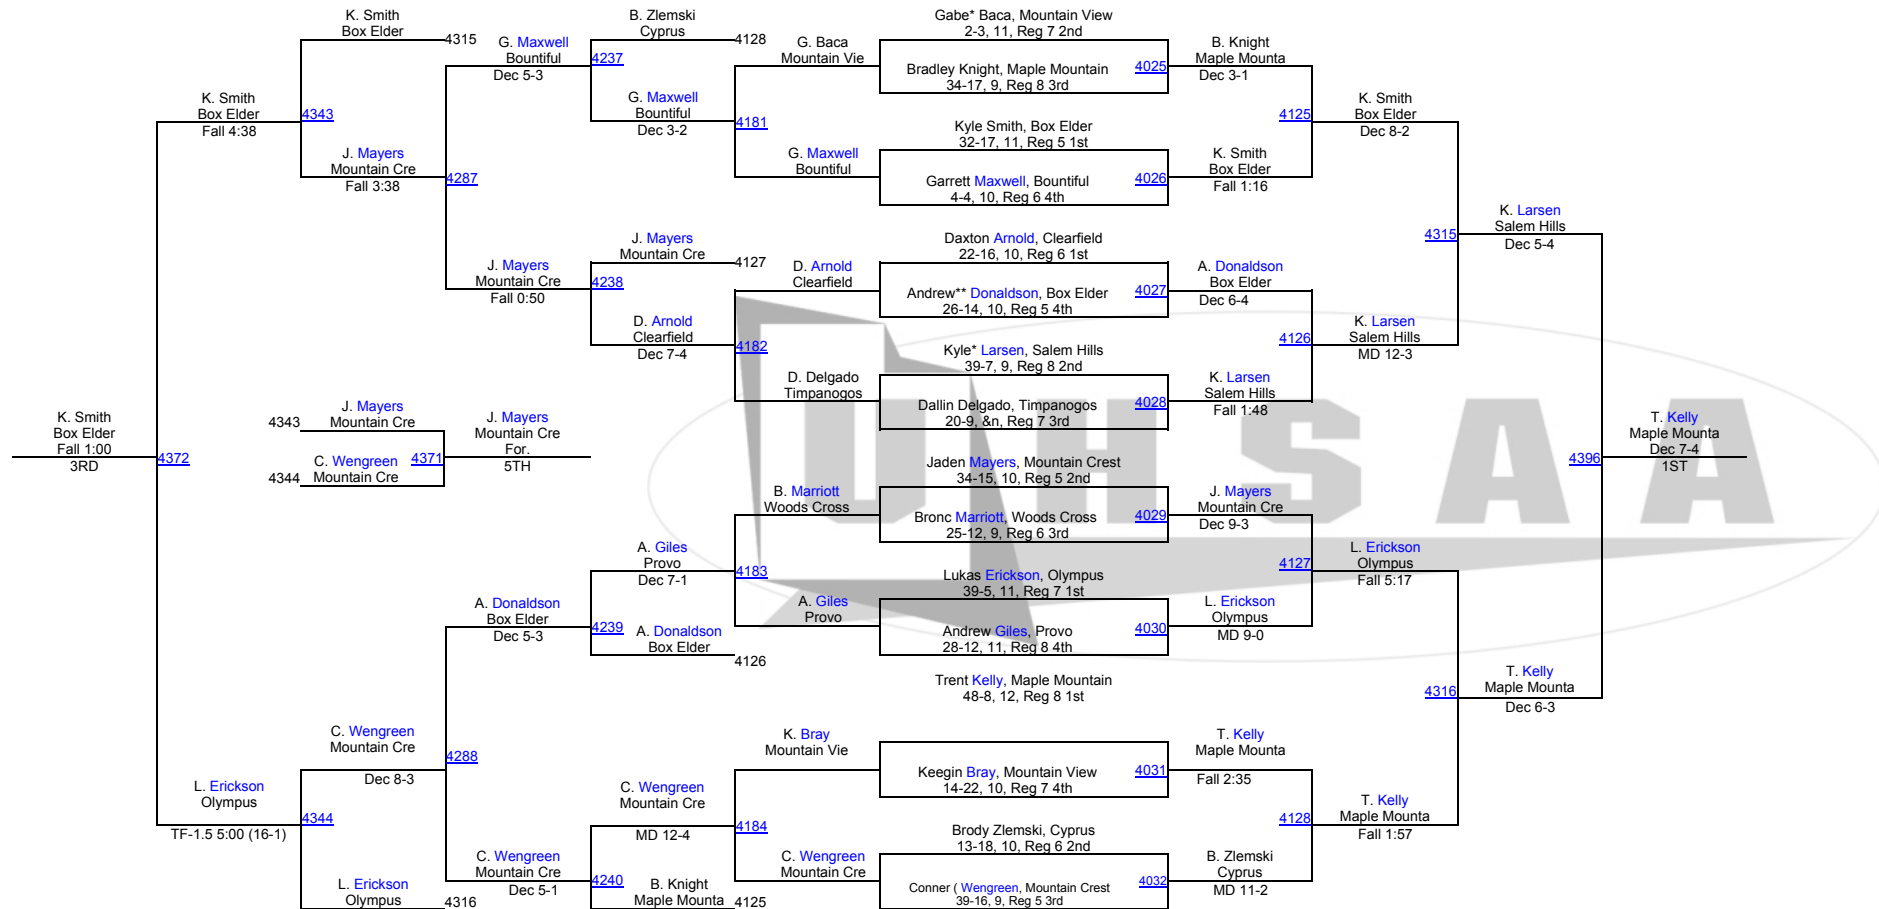 K. Smith
Box Elder
4315
G. Maxwell
Bountiful
Dec 5-3
B. Zlemski
Cyprus
4128
4237
G. Baca
Mountain Vie
Gabe* Baca, Mountain View
2-3, 11, Reg 7 2nd
Bradley Knight, Maple Mountain
34-17, 9, Reg 8 3rd
4025
B. Knight
Maple Mounta
Dec 3-1
K. Smith
Box Elder
Fall 4:38
4343
G. Maxwell
Bountiful
Dec 3-2
4181
Kyle Smith, Box Elder
32-17, 11, Reg 5 1st
4125
K. Smith
Box Elder
Dec 8-2
J. Mayers
Mountain Cre
Fall 3:38
4287
G. Maxwell
Bountiful
Garrett Maxwell, Bountiful
4-4, 10, Reg 6 4th
4026
K. Smith
Box Elder
Fall 1:16
K. Larsen
Salem Hills
Dec 5-4
4315
J. Mayers
Mountain Cre
Fall 0:50
J. Mayers
Mountain Cre
4127
4238
D. Arnold
Clearfield
Daxton Arnold, Clearfield
22-16, 10, Reg 6 1st
Andrew** Donaldson, Box Elder
26-14, 10, Reg 5 4th
4027
A. Donaldson
Box Elder
Dec 6-4
D. Arnold
Clearfield
Dec 7-4
4182
Kyle* Larsen, Salem Hills
39-7, 9, Reg 8 2nd
4126
K. Larsen
Salem Hills
MD 12-3
D. Delgado
Timpanogos
Dallin Delgado, Timpanogos
20-9, &n, Reg 7 3rd
4028
K. Larsen
Salem Hills
Fall 1:48
K. Smith
Box Elder
Fall 1:00
3RD
4372
4343
J. Mayers
Mountain Cre
4344
C. Wengreen
Mountain Cre
4371
J. Mayers
Mountain Cre
For.
5TH
UHSAA
4396
T. Kelly
Maple Mounta
Dec 7-4
1ST
B. Marriott
Woods Cross
Jaden Mayers, Mountain Crest
34-15, 10, Reg 5 2nd
Bronc Marriott, Woods Cross
25-12, 9, Reg 6 3rd
4029
J. Mayers
Mountain Cre
Dec 9-3
A. Giles
Provo
Dec 7-1
4183
Lukas Erickson, Olympus
39-5, 11, Reg 7 1st
4127
L. Erickson
Olympus
Fall 5:17
A. Donaldson
Box Elder
Dec 5-3
4239
A. Donaldson
Box Elder
4126
A. Giles
Provo
Andrew Giles, Provo
28-12, 11, Reg 8 4th
4030
L. Erickson
Olympus
MD 9-0
Trent Kelly, Maple Mountain
48-8, 12, Reg 8 1st
4316
T. Kelly
Maple Mounta
Dec 6-3
C. Wengreen
Mountain Cre
Dec 8-3
4288
K. Bray
Mountain Vie
Keegin Bray, Mountain View
14-22, 10, Reg 7 4th
4031
T. Kelly
Maple Mounta
Fall 2:35
L. Erickson
Olympus
TF-1.5 5:00 (16-1)
4344
C. Wengreen
Mountain Cre
MD 12-4
4184
Brody Zlemski, Cyprus
13-18, 10, Reg 6 2nd
4128
T. Kelly
Maple Mounta
Fall 1:57
L. Erickson
Olympus
4316
C. Wengreen
Mountain Cre
Dec 5-1
4240
B. Knight
Maple Mounta
4125
C. Wengreen
Mountain Cre
Conner ( Wengreen, Mountain Crest
39-16, 9, Reg 5 3rd
4032
B. Zlemski
Cyprus
MD 11-2